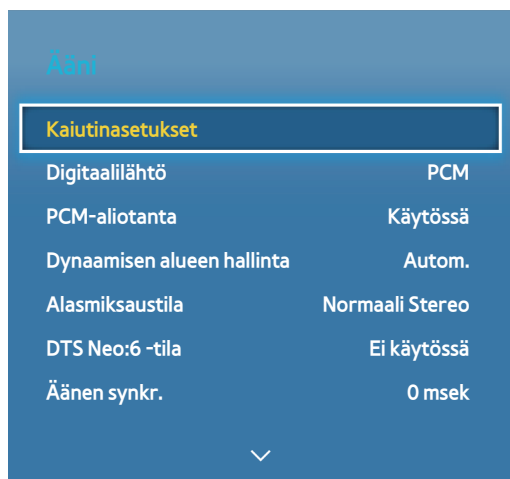 Ääni
Kaiutinasetukset
Digitaalilähtö PCM
PCM-aliotanta Käytössä
Dynaamisen alueen hallinta Autom.
Alasmiksaustila Normaali Stereo
DTS Neo:6 -tila Ei käytössä
Äänen synkr. 0 msek